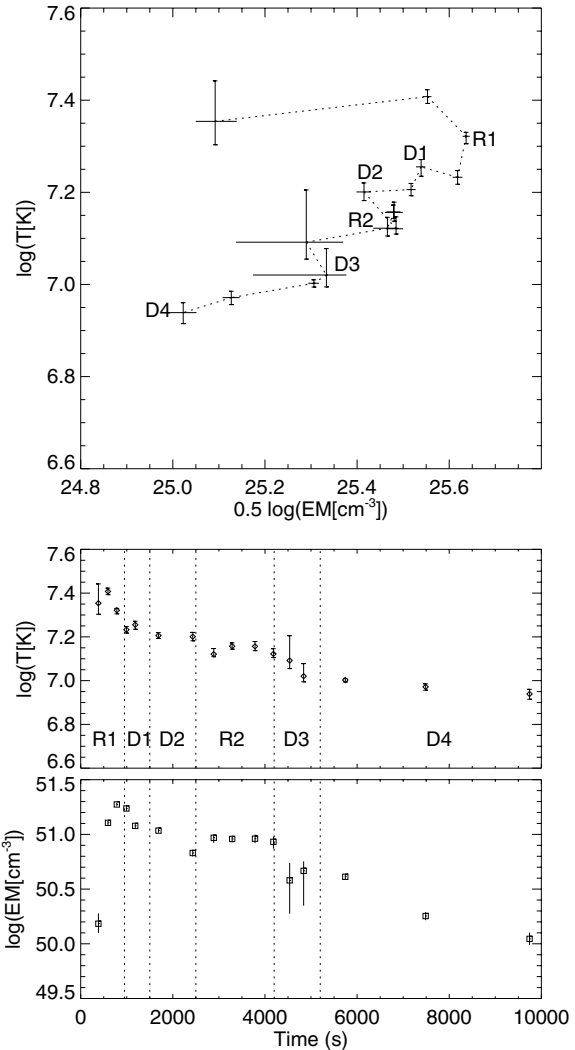 7.6
7.4
7.2
7.0
6.8
6.6
log(T[K])
R1
D1
D2
R2
D3
D4
24.8 25.0 25.2 25.4 25.6
0.5 log(EM[cm⁻³])
7.6
7.4
7.2
7.0
6.8
6.6
log(T[K])
R1 D1 D2 R2 D3 D4
51.5
51.0
50.5
50.0
49.5
log(EM[cm⁻³])
0 2000 4000 6000 8000 10000
Time (s)